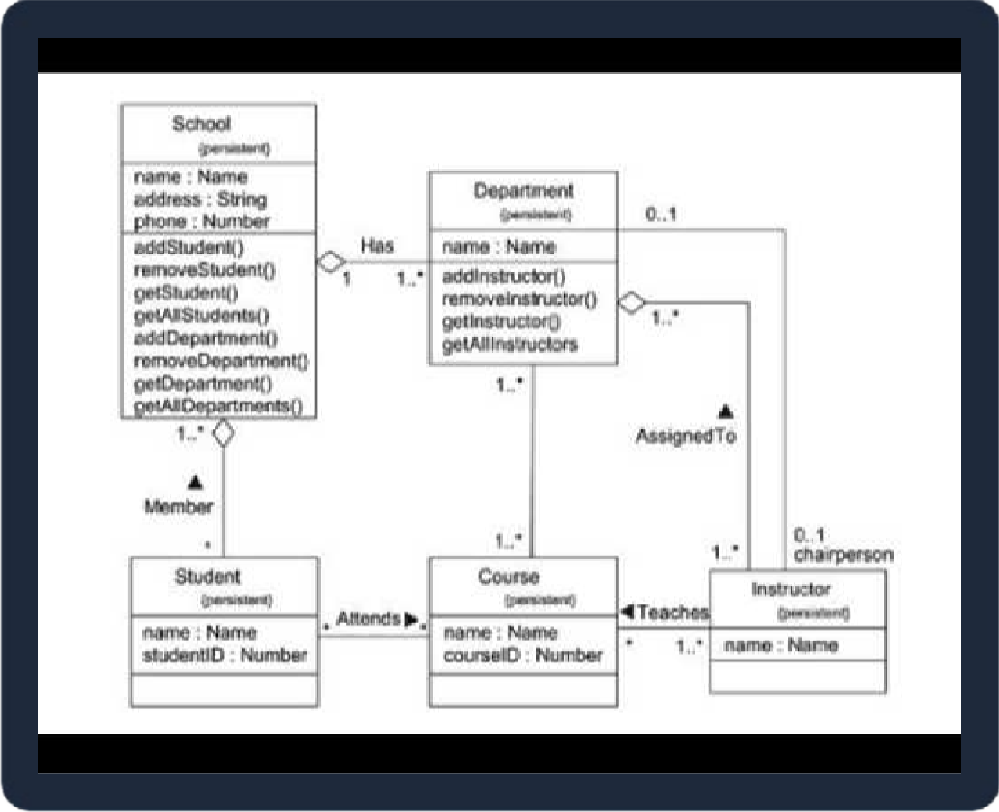 School
{persistent}
name : Name
address : String
phone : Number
addStudent()
removeStudent()
getStudent()
getAllStudents()
addDepartment()
removeDepartment()
getDepartment()
getAllDepartments()
Has
1
1..*
Department
{persistent}
name : Name
addInstructor()
removeInstructor()
getInstructor()
getAllInstructors
0..1
1..*
1..*
1..*
▲
Member
*
▲
AssignedTo
1..*
1..*
0..1
chairperson
Student
{persistent}
name : Name
studentID : Number
* Attends ▶ *
Course
{persistent}
name : Name
courseID : Number
◀ Teaches
* 1..*
Instructor
{persistent}
name : Name